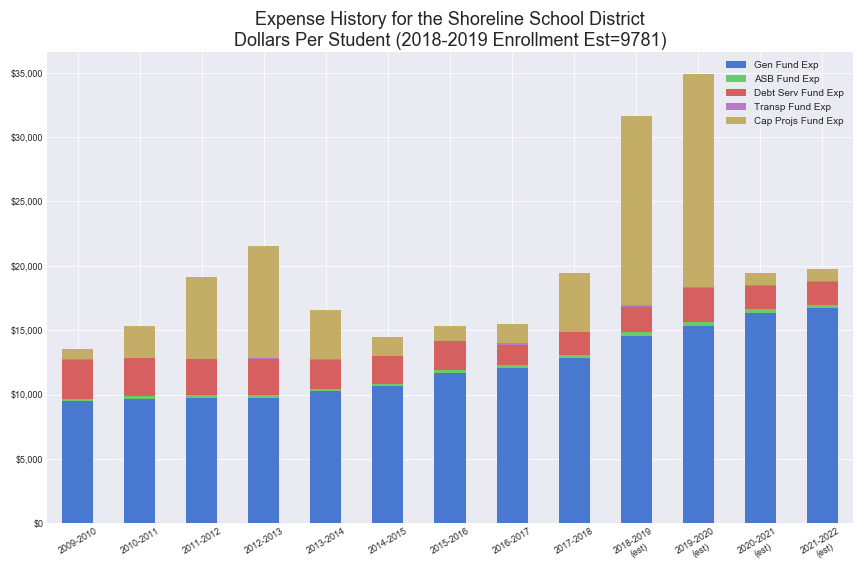 Expense History for the Shoreline School District
Dollars Per Student (2018-2019 Enrollment Est=9781)
Gen Fund Exp
ASB Fund Exp
Debt Serv Fund Exp
Transp Fund Exp
Cap Projs Fund Exp
$35,000
$30,000
$25,000
$20,000
$15,000
$10,000
$5,000
$0
2009-2010
2010-2011
2011-2012
2012-2013
2013-2014
2014-2015
2015-2016
2016-2017
2017-2018
2018-2019
(est)
2019-2020
(est)
2020-2021
(est)
2021-2022
(est)